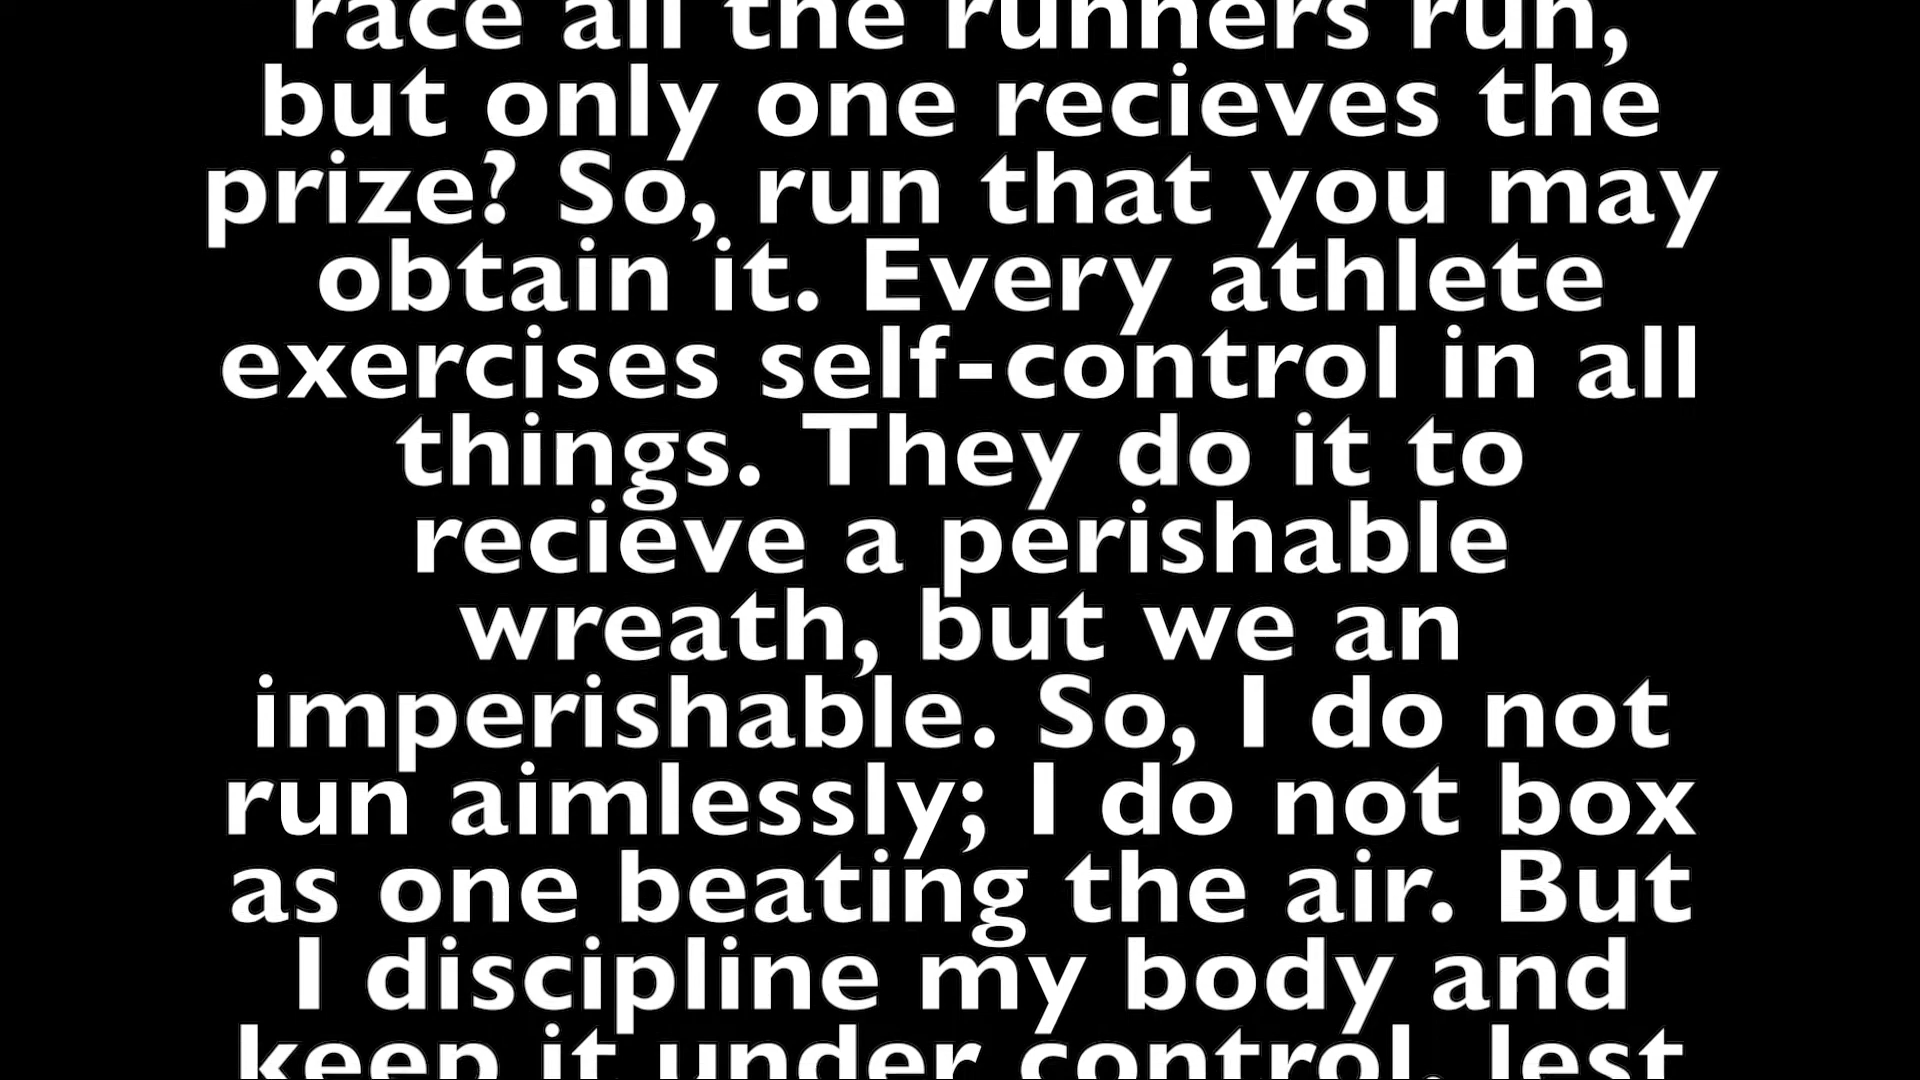 race all the runners run,
but only one recieves the
prize? So, run that you may
obtain it. Every athlete
exercises self-control in all
things. They do it to
recieve a perishable
wreath, but we an
imperishable. So, I do not
run aimlessly; I do not box
as one beating the air. But
I discipline my body and
keep it under control, lest